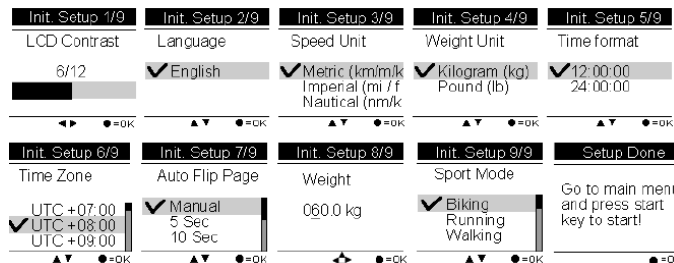 Init. Setup 1/9
LCD Contrast
6/12
=OK
Init. Setup 2/9
Language
English
=OK
Init. Setup 3/9
Speed Unit
Metric (km/m/k
Imperial (mi / f
Nautical (nm/k
=OK
Init. Setup 4/9
Weight Unit
Kilogram (kg)
Pound (lb)
=OK
Init. Setup 5/9
Time format
12:00:00
24:00:00
=OK
Init. Setup 6/9
Time Zone
UTC +07:00
UTC +08:00
UTC +09:00
=OK
Init. Setup 7/9
Auto Flip Page
Manual
5 Sec
10 Sec
=OK
Init. Setup 8/9
Weight
060.0 kg
=OK
Init. Setup 9/9
Sport Mode
Biking
Running
Walking
=OK
Setup Done
Go to main menu
and press start
key to start!
=OK